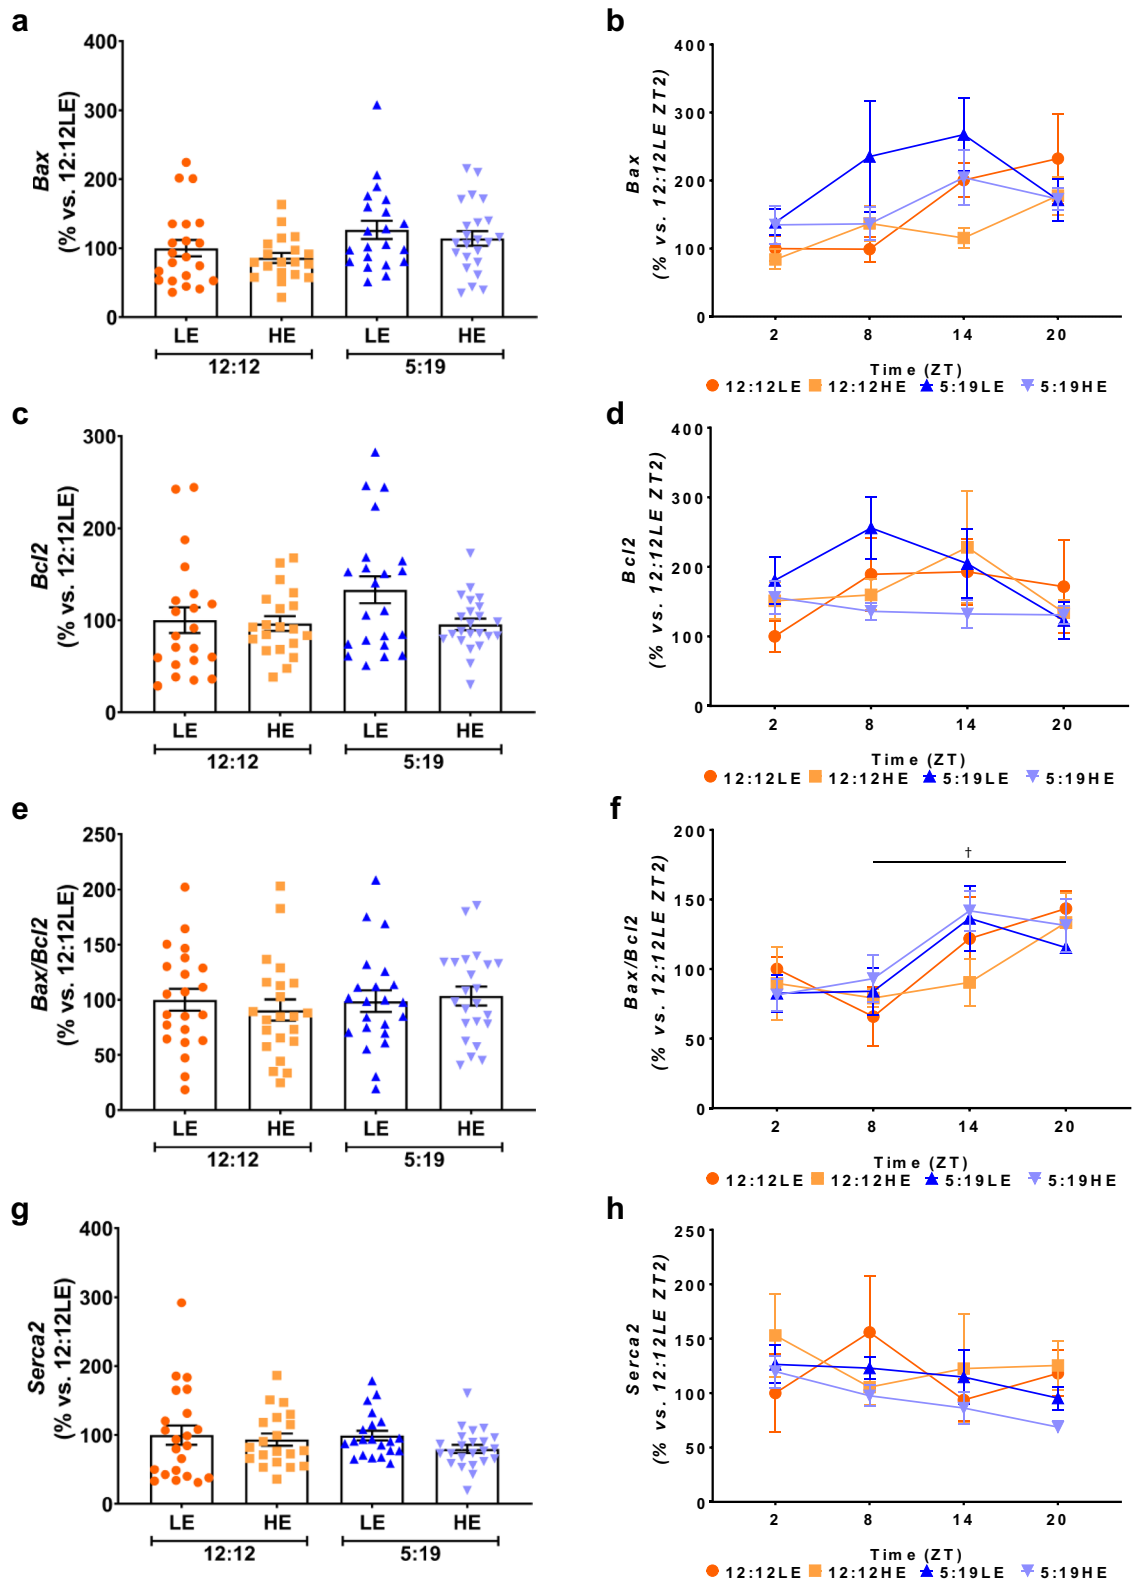 a
400
300
200
100
0
Bax
(% vs. 12:12LE)
LE HE LE HE
12:12 5:19
b
400
300
200
100
0
Bax
(% vs. 12:12LE ZT2)
2 8 14 20
Time (ZT)
12:12LE 12:12HE 5:19LE 5:19HE
c
300
200
100
0
Bcl2
(% vs. 12:12LE)
LE HE LE HE
12:12 5:19
d
400
300
200
100
0
Bcl2
(% vs. 12:12LE ZT2)
2 8 14 20
Time (ZT)
12:12LE 12:12HE 5:19LE 5:19HE
e
250
200
150
100
50
0
Bax/Bcl2
(% vs. 12:12LE)
LE HE LE HE
12:12 5:19
f
200
150
100
50
0
Bax/Bcl2
(% vs. 12:12LE ZT2)
†
2 8 14 20
Time (ZT)
12:12LE 12:12HE 5:19LE 5:19HE
g
400
300
200
100
0
Serca2
(% vs. 12:12LE)
LE HE LE HE
12:12 5:19
h
250
200
150
100
50
0
Serca2
(% vs. 12:12LE ZT2)
2 8 14 20
Time (ZT)
12:12LE 12:12HE 5:19LE 5:19HE